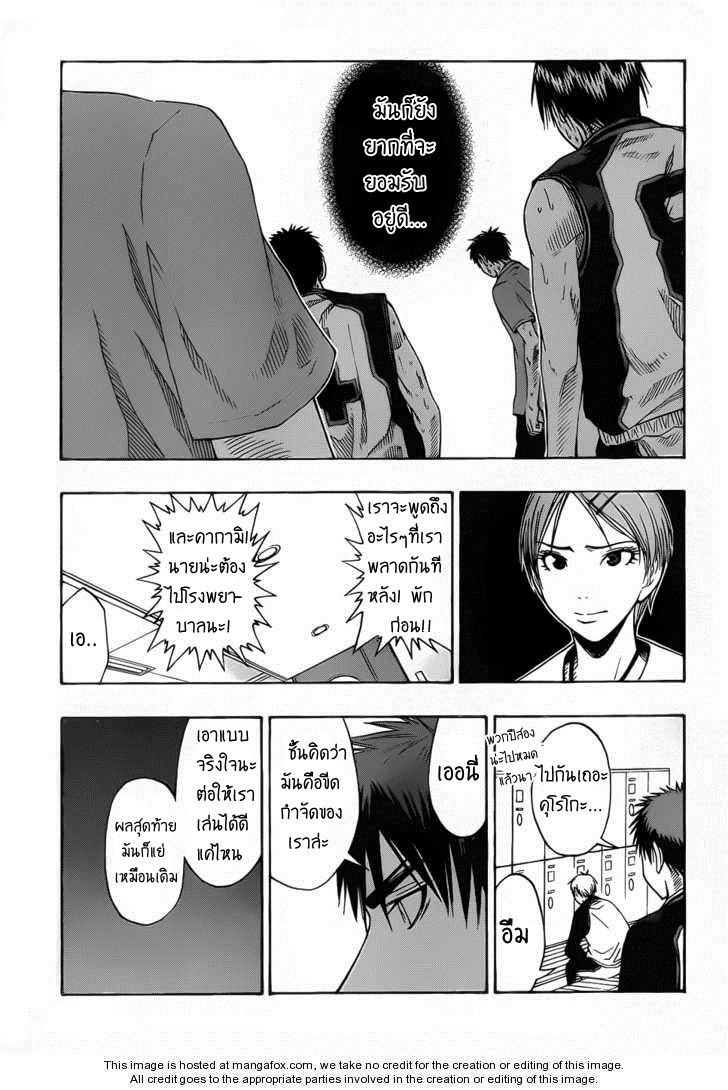 มันก็ยัง
ยากที่จะ
ยอมรับ
อยู่ดี...
เราจะพูดถึง
อะไรๆที่เรา
พลาดกันที
หลัง! พัก
ก่อน!!
และคากามิ!
นายน่ะต้อง
ไปโรงพยา-
บาลนะ!
เอ..
พวกปีสอง
น่ะไปหมด
แล้วนา
ไปกันเถอะ
คุโรโกะ...
อืม
เออนี่
ชั้นคิดว่า
มันคือขีด
กำจัดของ
เราล่ะ
เอาแบบ
จริงใจนะ
ต่อให้เรา
เล่นได้ดี
แค่ไหน
ผลสุดท้าย
มันก็แย่
เหมือนเดิม
This image is hosted at mangafox.com, we take no credit for the creation or editing of this image.
All credit goes to the appropriate parties involved in the creation or editing of this image.